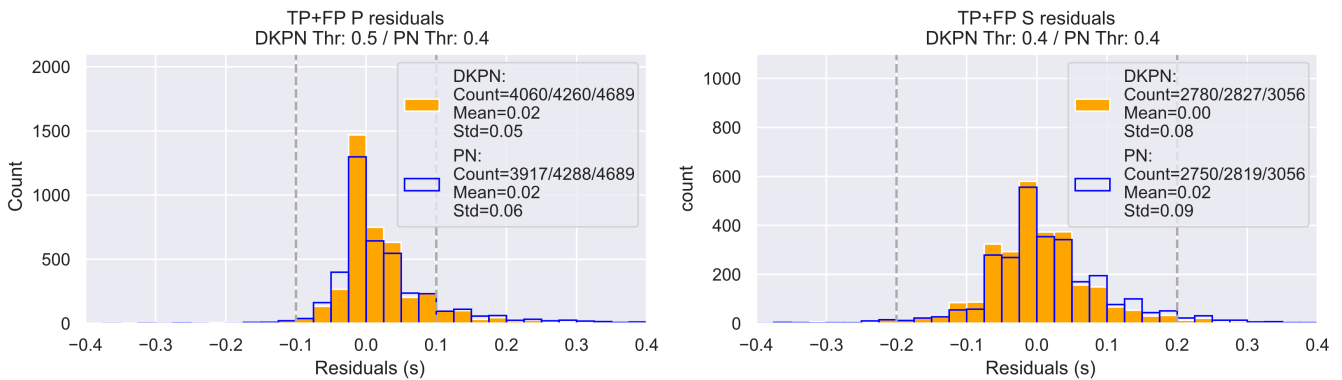 TP+FP P residuals
DKPN Thr: 0.5 / PN Thr: 0.4
2000
1500
1000
500
0
Count
DKPN:
Count=4060/4260/4689
Mean=0.02
Std=0.05
PN:
Count=3917/4288/4689
Mean=0.02
Std=0.06
−0.4 −0.3 −0.2 −0.1 0.0 0.1 0.2 0.3 0.4
Residuals (s)
TP+FP S residuals
DKPN Thr: 0.4 / PN Thr: 0.4
1000
800
600
400
200
0
count
DKPN:
Count=2780/2827/3056
Mean=0.00
Std=0.08
PN:
Count=2750/2819/3056
Mean=0.02
Std=0.09
−0.4 −0.3 −0.2 −0.1 0.0 0.1 0.2 0.3 0.4
Residuals (s)